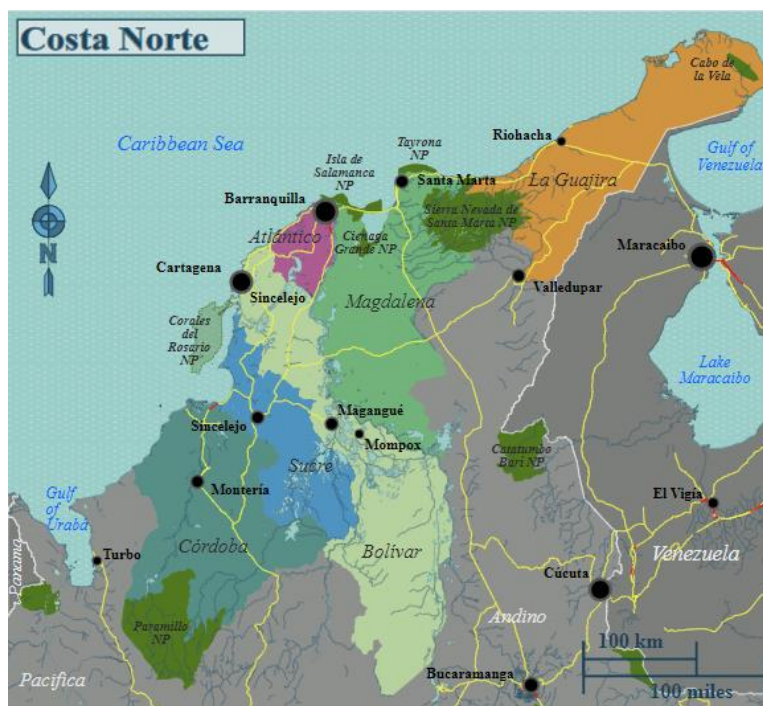 Costa Norte
Cabo de
la Vela
Caribbean Sea
Tayrona
NP
Riohacha
Gulf of
Venezuela
Isla de
Salamanca
NP
Santa Marta
La Guajira
Barranquilla
Sierra Nevada de
Santa Marta NP
Atlántico
Cienaga
Grande NP
Maracaibo
Cartagena
Sincelejo
Valledupar
Magdalena
Corales
del
Rosario
NP
Lake
Maracaibo
Magangué
Sincelejo
Mompox
Catatumbo
Bari NP
Sucre
Montería
Gulf
of
Urabá
El Vigía
Turbo
Córdoba
Bolívar
Venezuela
Panama
Cúcuta
Andino
Paramillo
NP
100 km
Pacifica
Bucaramanga
100 miles
N